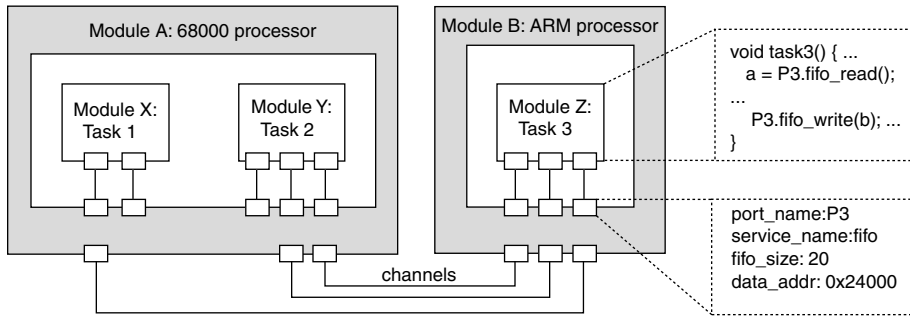 Module A: 68000 processor
Module B: ARM processor
Module X:
Task 1
Module Y:
Task 2
Module Z:
Task 3
void task3() { ...
a = P3.fifo_read();
...
P3.fifo_write(b); ...
}
port_name:P3
service_name:fifo
fifo_size: 20
data_addr: 0x24000
channels